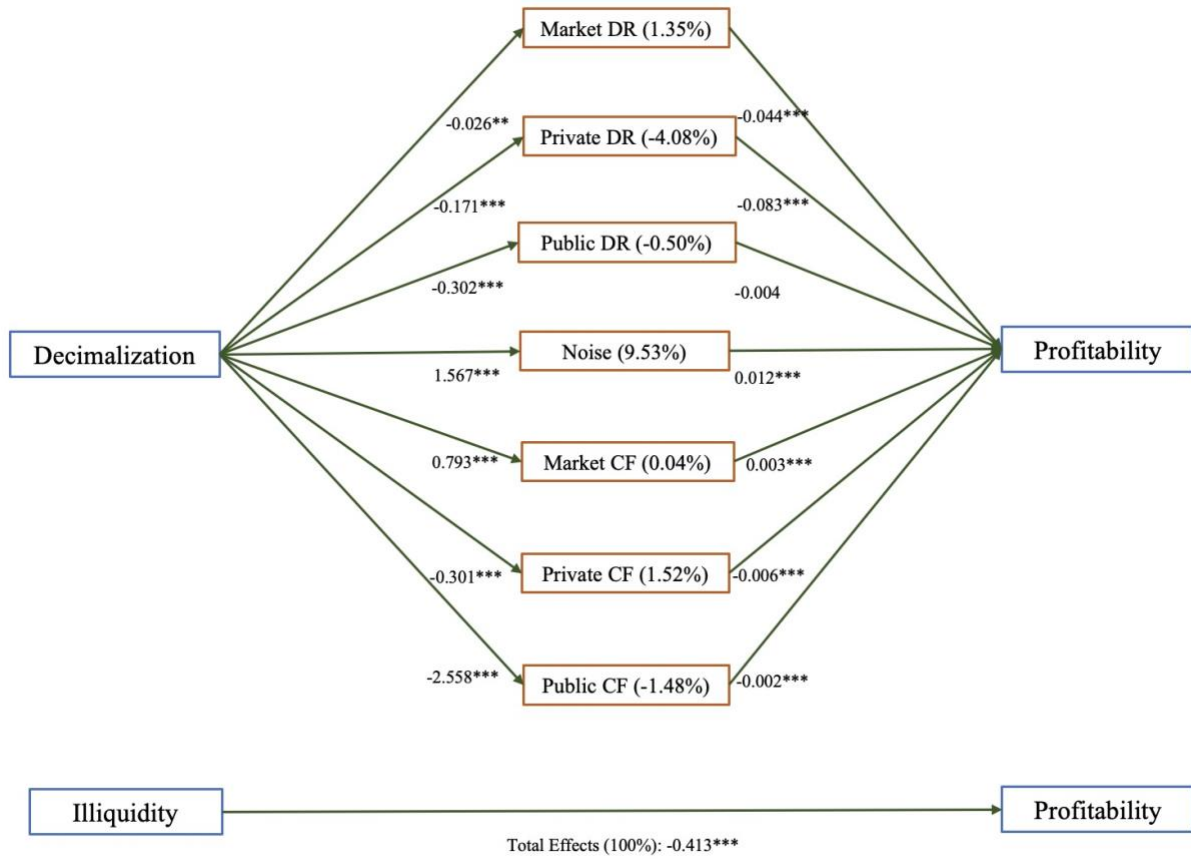 Market DR (1.35%)
-0.026**
-0.044***
Private DR (-4.08%)
-0.171***
-0.083***
Public DR (-0.50%)
-0.302***
-0.004
Decimalization
Noise (9.53%)
Profitability
1.567***
0.012***
Market CF (0.04%)
0.793***
0.003***
Private CF (1.52%)
-0.301***
-0.006***
Public CF (-1.48%)
-2.558***
-0.002***
Illiquidity
Profitability
Total Effects (100%): -0.413***